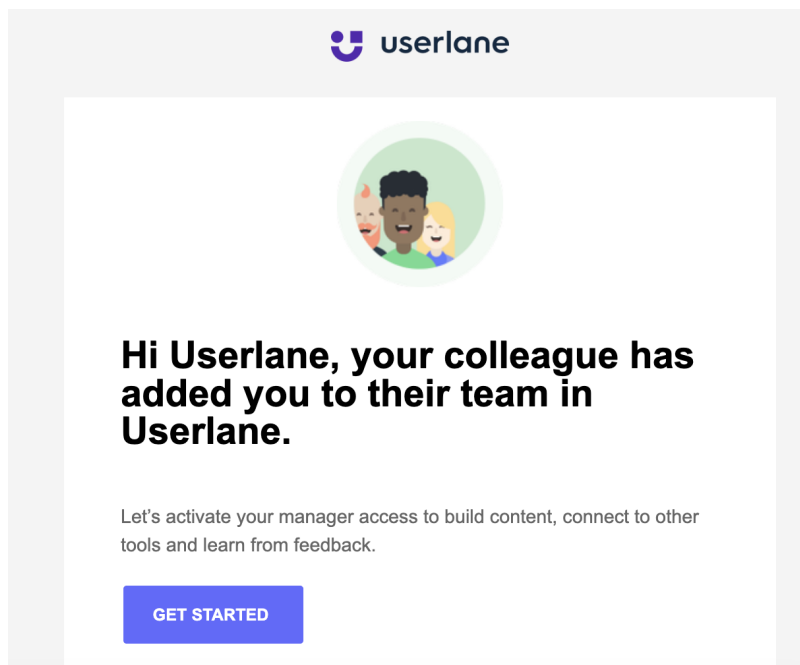 userlane
Hi Userlane, your colleague has
added you to their team in
Userlane.
Let’s activate your manager access to build content, connect to other
tools and learn from feedback.
GET STARTED